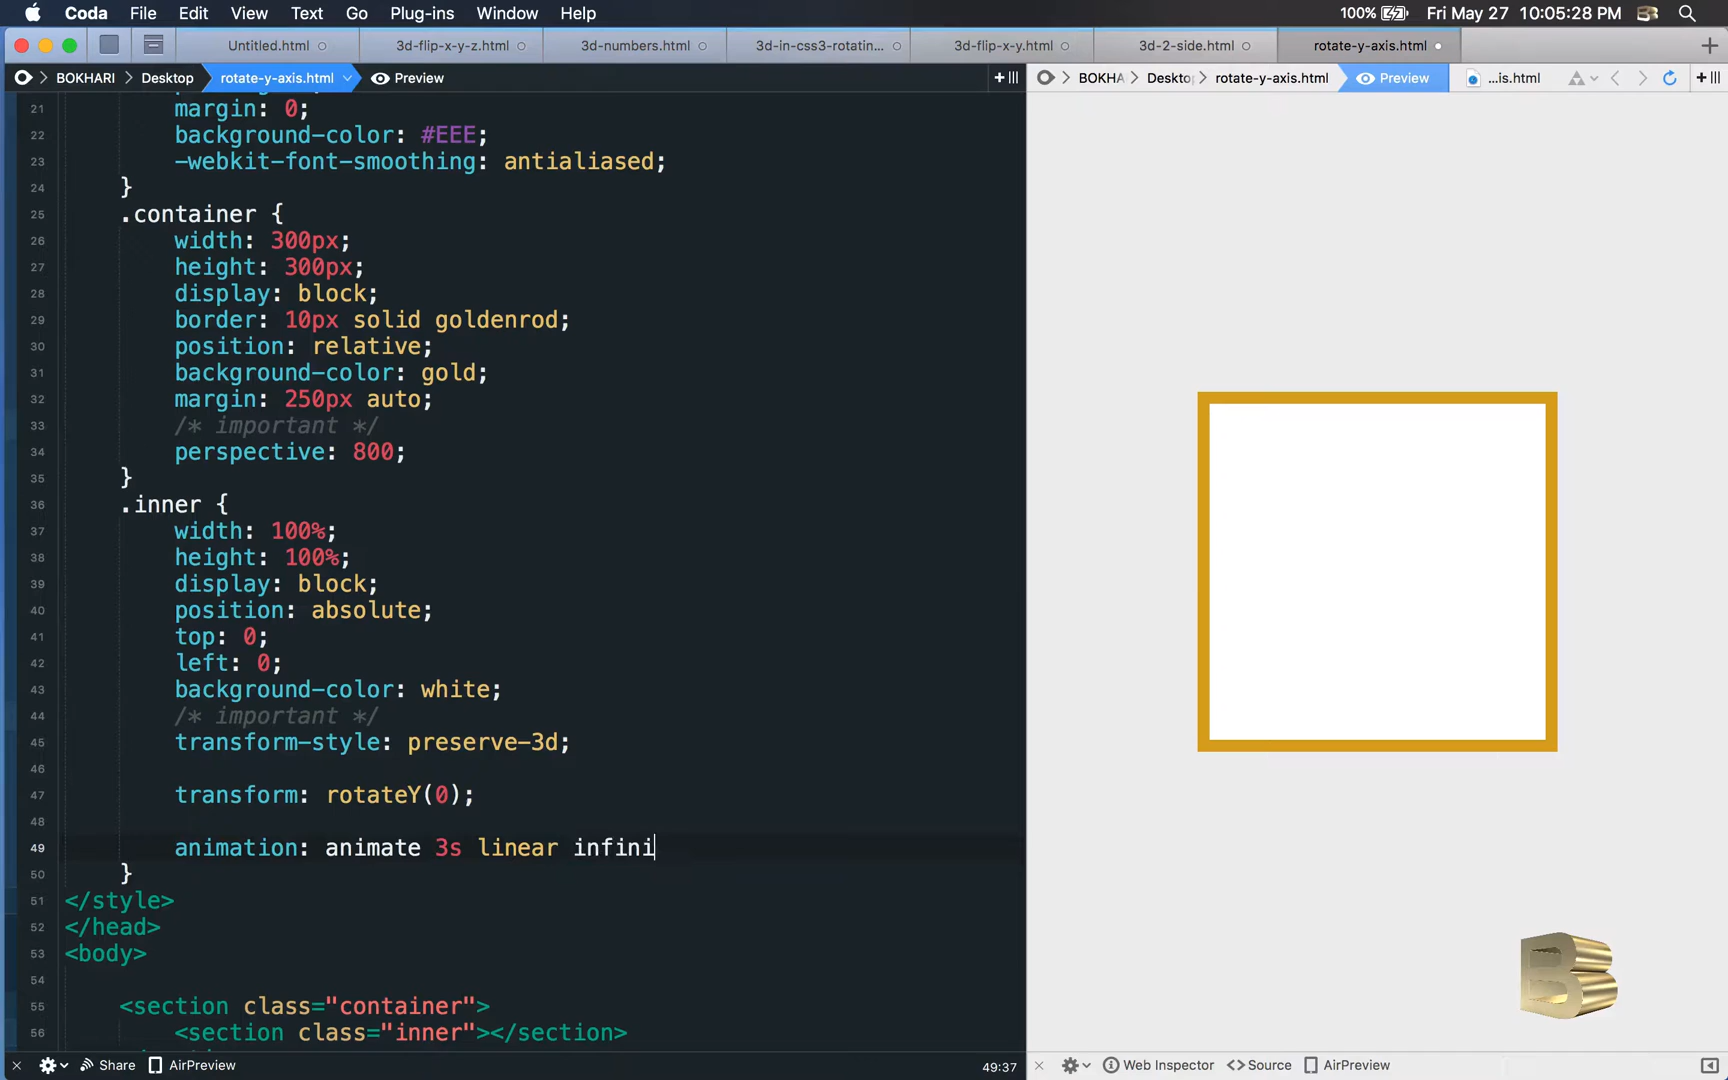 Coda File Edit View Text Go Plug-ins Window Help 100% Fri May 27 10:05:28 PM
Untitled.html 3d-flip-x-y-z.html 3d-numbers.html 3d-in-css3-rotatin... 3d-flip-x-y.html 3d-2-side.html rotate-y-axis.html
BOKHARI Desktop rotate-y-axis.html Preview BOKHA Deskto rotate-y-axis.html Preview ...is.html
21 margin: 0;
22 background-color: #EEE;
23 -webkit-font-smoothing: antialiased;
24 }
25 .container {
26 width: 300px;
27 height: 300px;
28 display: block;
29 border: 10px solid goldenrod;
30 position: relative;
31 background-color: gold;
32 margin: 250px auto;
33 /* important */
34 perspective: 800;
35 }
36 .inner {
37 width: 100%;
38 height: 100%;
39 display: block;
40 position: absolute;
41 top: 0;
42 left: 0;
43 background-color: white;
44 /* important */
45 transform-style: preserve-3d;
46
47 transform: rotateY(0);
48
49 animation: animate 3s linear infini
50 }
51 </style>
52 </head>
53 <body>
54
55 <section class="container">
56 <section class="inner"></section>
B
Share AirPreview 49:37 Web Inspector Source AirPreview